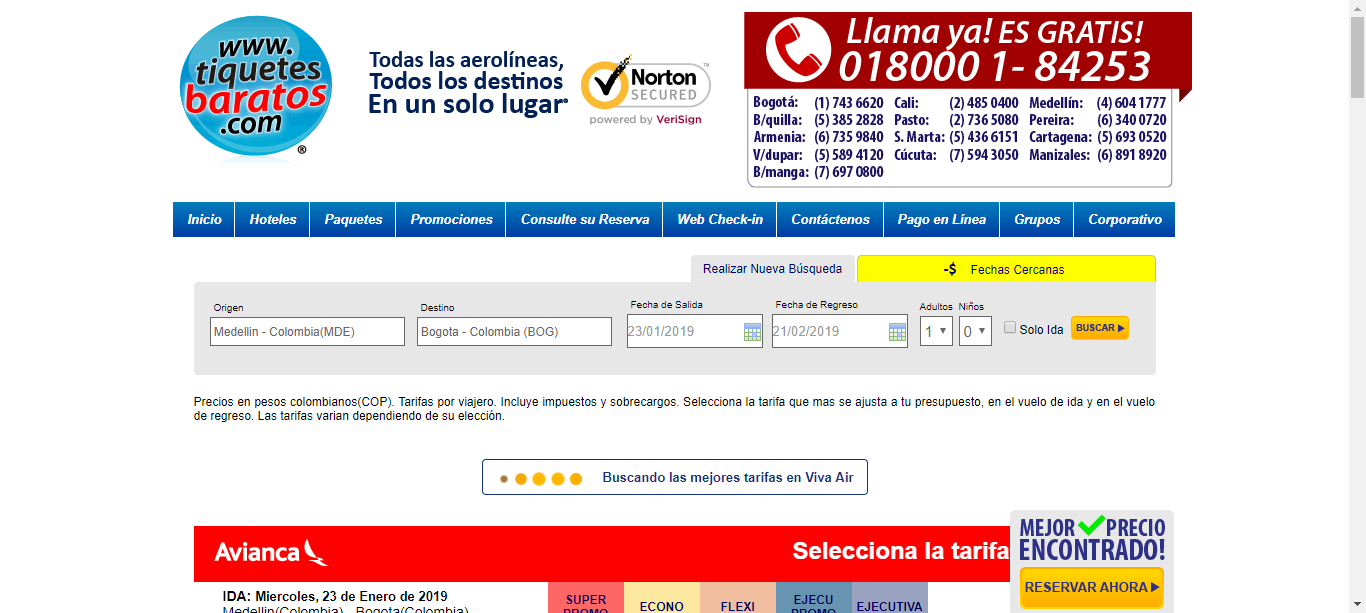 www.
tiquetes
baratos
.com
®
Todas las aerolíneas,
Todos los destinos
En un solo lugar®
Norton™
SECURED
powered by VeriSign
Llama ya! ES GRATIS!
018000 1- 84253
Bogotá: (1) 743 6620 Cali: (2) 485 0400 Medellín: (4) 604 1777
B/quilla: (5) 385 2828 Pasto: (2) 736 5080 Pereira: (6) 340 0720
Armenia: (6) 735 9840 S. Marta: (5) 436 6151 Cartagena: (5) 693 0520
V/dupar: (5) 589 4120 Cúcuta: (7) 594 3050 Manizales: (6) 891 8920
B/manga: (7) 697 0800
Inicio Hoteles Paquetes Promociones Consulte su Reserva Web Check-in Contáctenos Pago en Línea Grupos Corporativo
Realizar Nueva Búsqueda -$ Fechas Cercanas
Origen Destino Fecha de Salida Fecha de Regreso Adultos Niños
Medellin - Colombia(MDE) Bogota - Colombia (BOG) 23/01/2019 21/02/2019 1 0 Solo Ida BUSCAR
Precios en pesos colombianos(COP). Tarifas por viajero. Incluye impuestos y sobrecargos. Selecciona la tarifa que mas se ajusta a tu presupuesto, en el vuelo de ida y en el vuelo
de regreso. Las tarifas varian dependiendo de su elección.
Buscando las mejores tarifas en Viva Air
Avianca Selecciona la tarifa
MEJOR PRECIO
ENCONTRADO!
RESERVAR AHORA
IDA: Miercoles, 23 de Enero de 2019
Medellin(Colombia) - Bogota(Colombia)
SUPER PROMO ECONO FLEXI EJECU PROMO EJECUTIVA